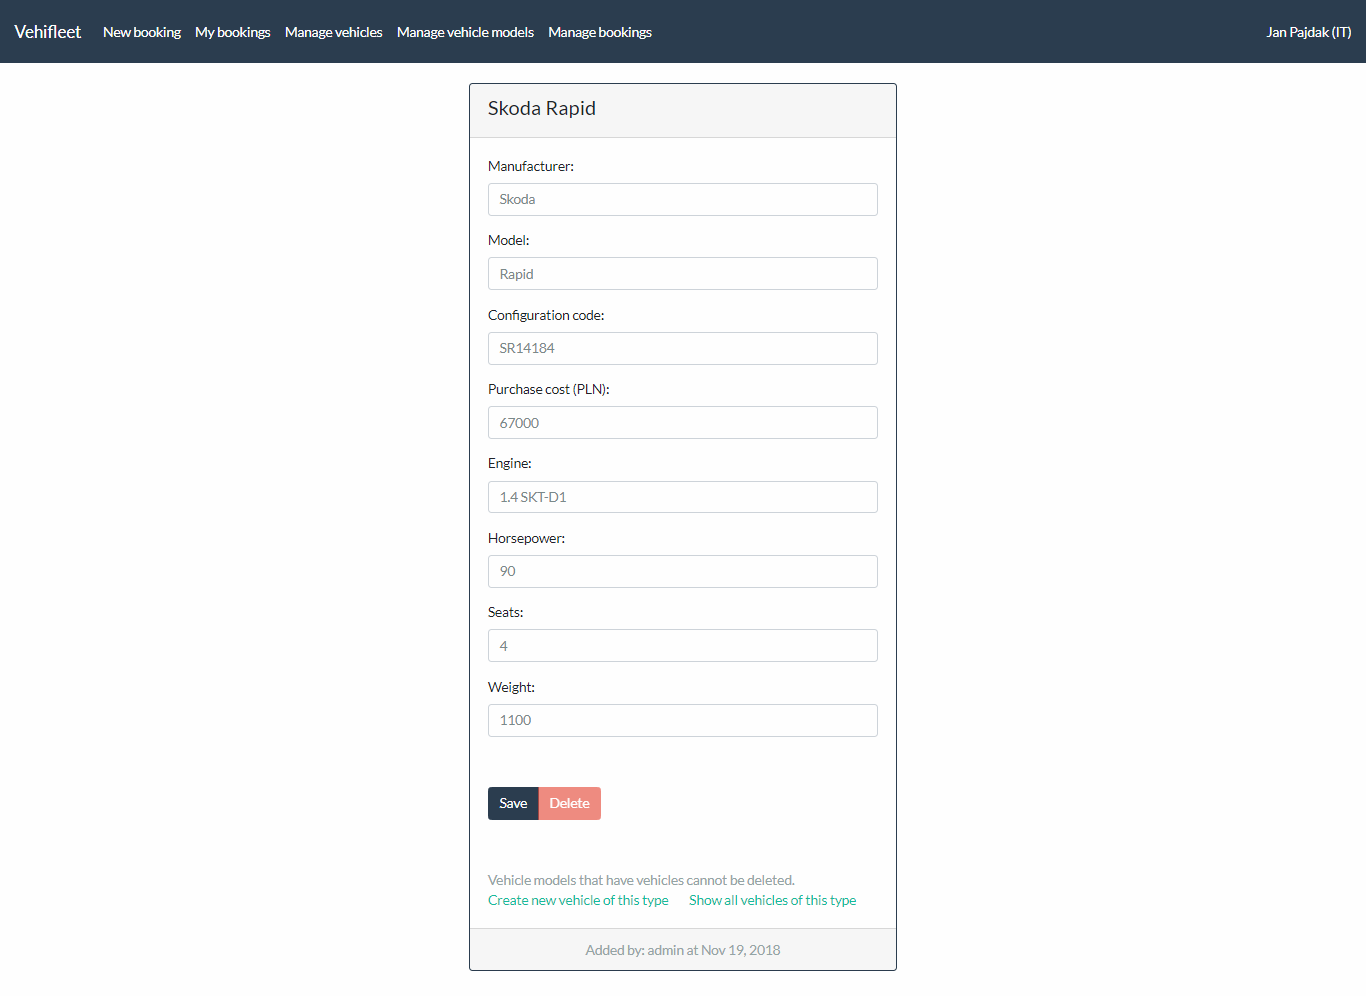 Vehifleet New booking My bookings Manage vehicles Manage vehicle models Manage bookings Jan Pajdak (IT)
Skoda Rapid
Manufacturer:
Skoda
Model:
Rapid
Configuration code:
SR14184
Purchase cost (PLN):
67000
Engine:
1.4 SKT-D1
Horsepower:
90
Seats:
4
Weight:
1100
Save Delete
Vehicle models that have vehicles cannot be deleted.
Create new vehicle of this type Show all vehicles of this type
Added by: admin at Nov 19, 2018